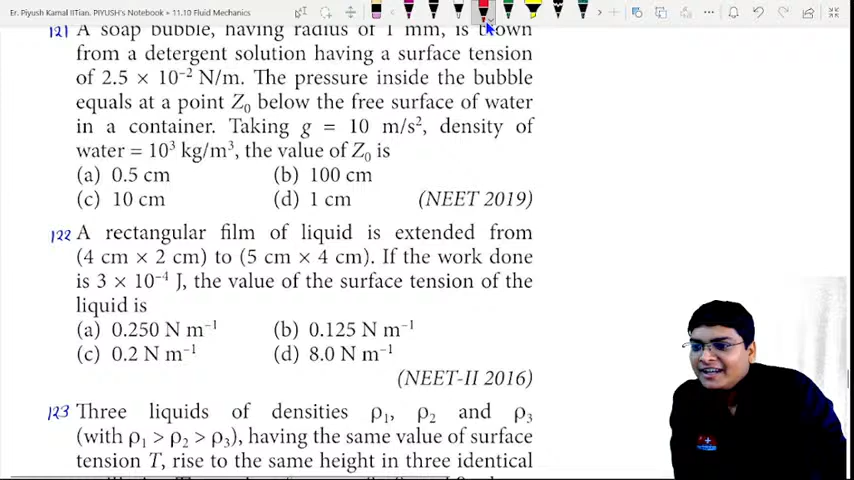 Er. Piyush Kamal IITian. PIYUSH's Notebook » 11.10 Fluid Mechanics
121 A soap bubble, having radius of 1 mm, is blown
from a detergent solution having a surface tension
of 2.5 × 10⁻² N/m. The pressure inside the bubble
equals at a point Z₀ below the free surface of water
in a container. Taking g = 10 m/s², density of
water = 10³ kg/m³, the value of Z₀ is
(a) 0.5 cm (b) 100 cm
(c) 10 cm (d) 1 cm (NEET 2019)
122 A rectangular film of liquid is extended from
(4 cm × 2 cm) to (5 cm × 4 cm). If the work done
is 3 × 10⁻⁴ J, the value of the surface tension of the
liquid is
(a) 0.250 N m⁻¹ (b) 0.125 N m⁻¹
(c) 0.2 N m⁻¹ (d) 8.0 N m⁻¹
(NEET-II 2016)
123 Three liquids of densities ρ₁, ρ₂ and ρ₃
(with ρ₁ > ρ₂ > ρ₃), having the same value of surface
tension T, rise to the same height in three identical